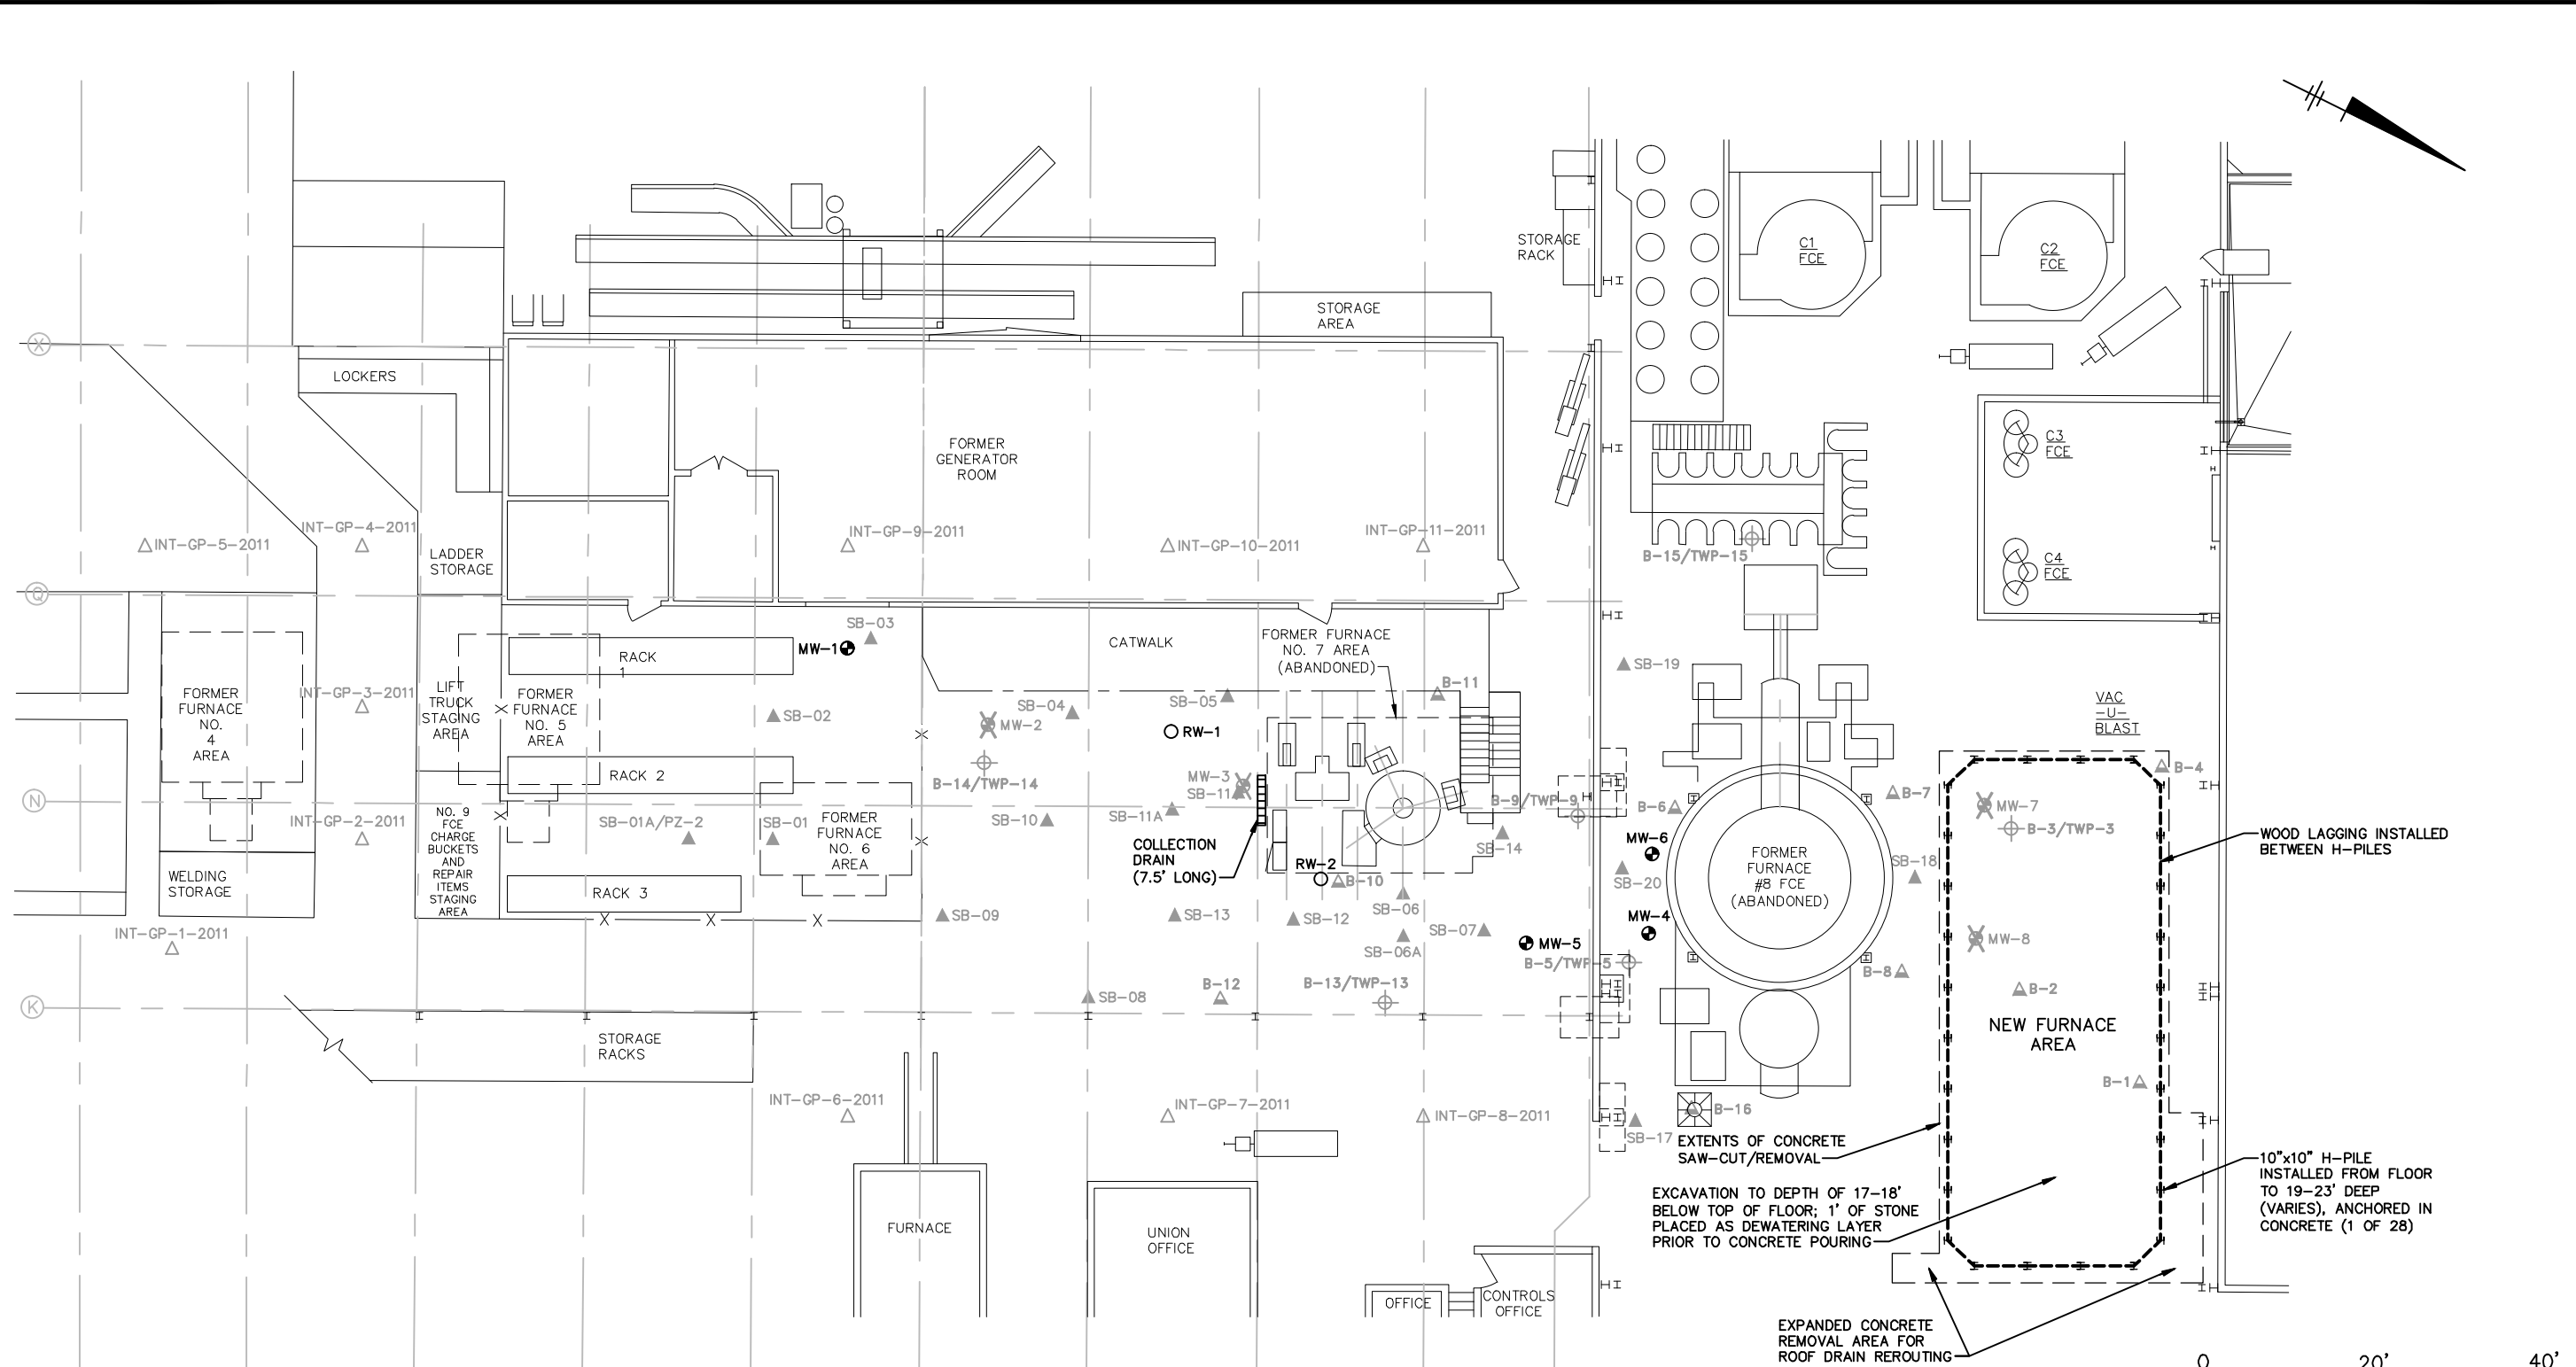 STORAGE
RACK
C1
FCE
C2
FCE
STORAGE
AREA
X
LOCKERS
FORMER
GENERATOR
ROOM
C3
FCE
C4
FCE
INT-GP-5-2011
INT-GP-4-2011
INT-GP-9-2011
INT-GP-10-2011
INT-GP-11-2011
B-15/TWP-15
LADDER
STORAGE
Q
SB-03
MW-1
CATWALK
FORMER FURNACE
NO. 7 AREA
(ABANDONED)
SB-19
RACK
1
RACK 2
RACK 3
FORMER
FURNACE
NO.
4
AREA
INT-GP-3-2011
LIFT
TRUCK
STAGING
AREA
FORMER
FURNACE
NO. 5
AREA
SB-02
MW-2
SB-04
SB-05
RW-1
B-11
VAC
-U-
BLAST
B-14/TWP-14
MW-3
SB-11
B-9/TWP-9
B-6
B-7
B-4
MW-7
B-3/TWP-3
N
INT-GP-2-2011
NO. 9
FCE
CHARGE
BUCKETS
AND
REPAIR
ITEMS
STAGING
AREA
SB-01A/PZ-2
SB-01
FORMER
FURNACE
NO. 6
AREA
SB-10
SB-11A
COLLECTION
DRAIN
(7.5' LONG)
RW-2
B-10
SB-14
MW-6
SB-20
MW-4
FORMER
FURNACE
#8 FCE
(ABANDONED)
SB-18
WOOD LAGGING INSTALLED
BETWEEN H-PILES
WELDING
STORAGE
SB-09
SB-13
SB-12
SB-06
SB-06A
SB-07
MW-5
B-5/TWP-5
B-8
MW-8
B-2
INT-GP-1-2011
K
SB-08
B-12
B-13/TWP-13
NEW FURNACE
AREA
STORAGE
RACKS
B-1
INT-GP-6-2011
INT-GP-7-2011
INT-GP-8-2011
B-16
SB-17
EXTENTS OF CONCRETE
SAW-CUT/REMOVAL
10"x10" H-PILE
INSTALLED FROM FLOOR
TO 19-23' DEEP
(VARIES), ANCHORED IN
CONCRETE (1 OF 28)
EXCAVATION TO DEPTH OF 17-18'
BELOW TOP OF FLOOR; 1' OF STONE
PLACED AS DEWATERING LAYER
PRIOR TO CONCRETE POURING
FURNACE
UNION
OFFICE
OFFICE
CONTROLS
OFFICE
EXPANDED CONCRETE
REMOVAL AREA FOR
ROOF DRAIN REROUTING
0 20' 40'